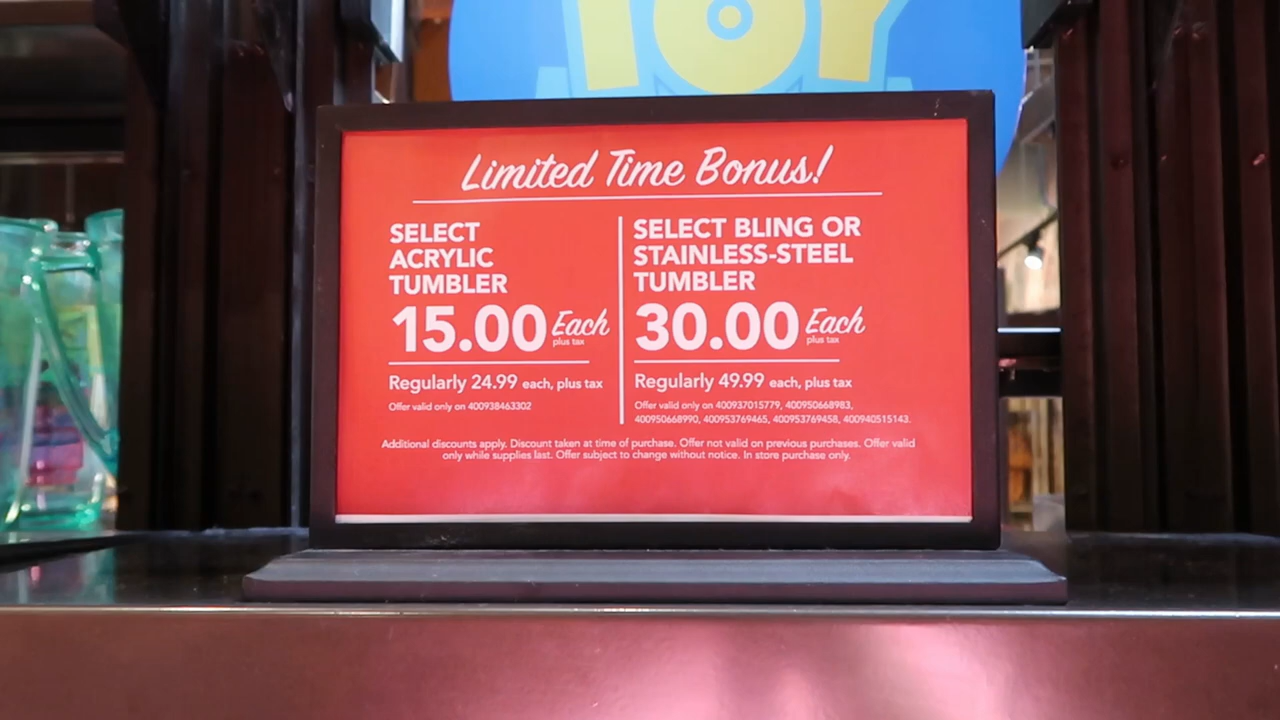 TOY
Limited Time Bonus!
SELECT
ACRYLIC
TUMBLER
15.00 Each
plus tax
Regularly 24.99 each, plus tax
Offer valid only on 400938463302
SELECT BLING OR
STAINLESS-STEEL
TUMBLER
30.00 Each
plus tax
Regularly 49.99 each, plus tax
Offer valid only on 400937015779, 400950668983,
400950668990, 400953769465, 400953769458, 400940515143.
Additional discounts apply. Discount taken at time of purchase. Offer not valid on previous purchases. Offer valid
only while supplies last. Offer subject to change without notice. In store purchase only.